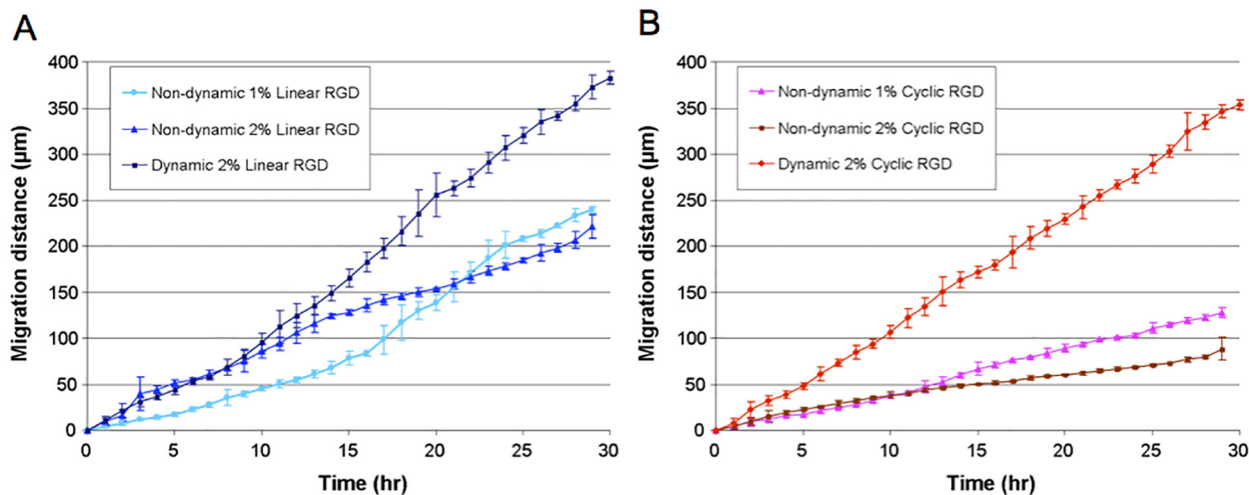 A
Migration distance (µm)
400
350
300
250
200
150
100
50
0
Non-dynamic 1% Linear RGD
Non-dynamic 2% Linear RGD
Dynamic 2% Linear RGD
0 5 10 15 20 25 30
Time (hr)
B
Migration distance (µm)
400
350
300
250
200
150
100
50
0
Non-dynamic 1% Cyclic RGD
Non-dynamic 2% Cyclic RGD
Dynamic 2% Cyclic RGD
0 5 10 15 20 25 30
Time (hr)